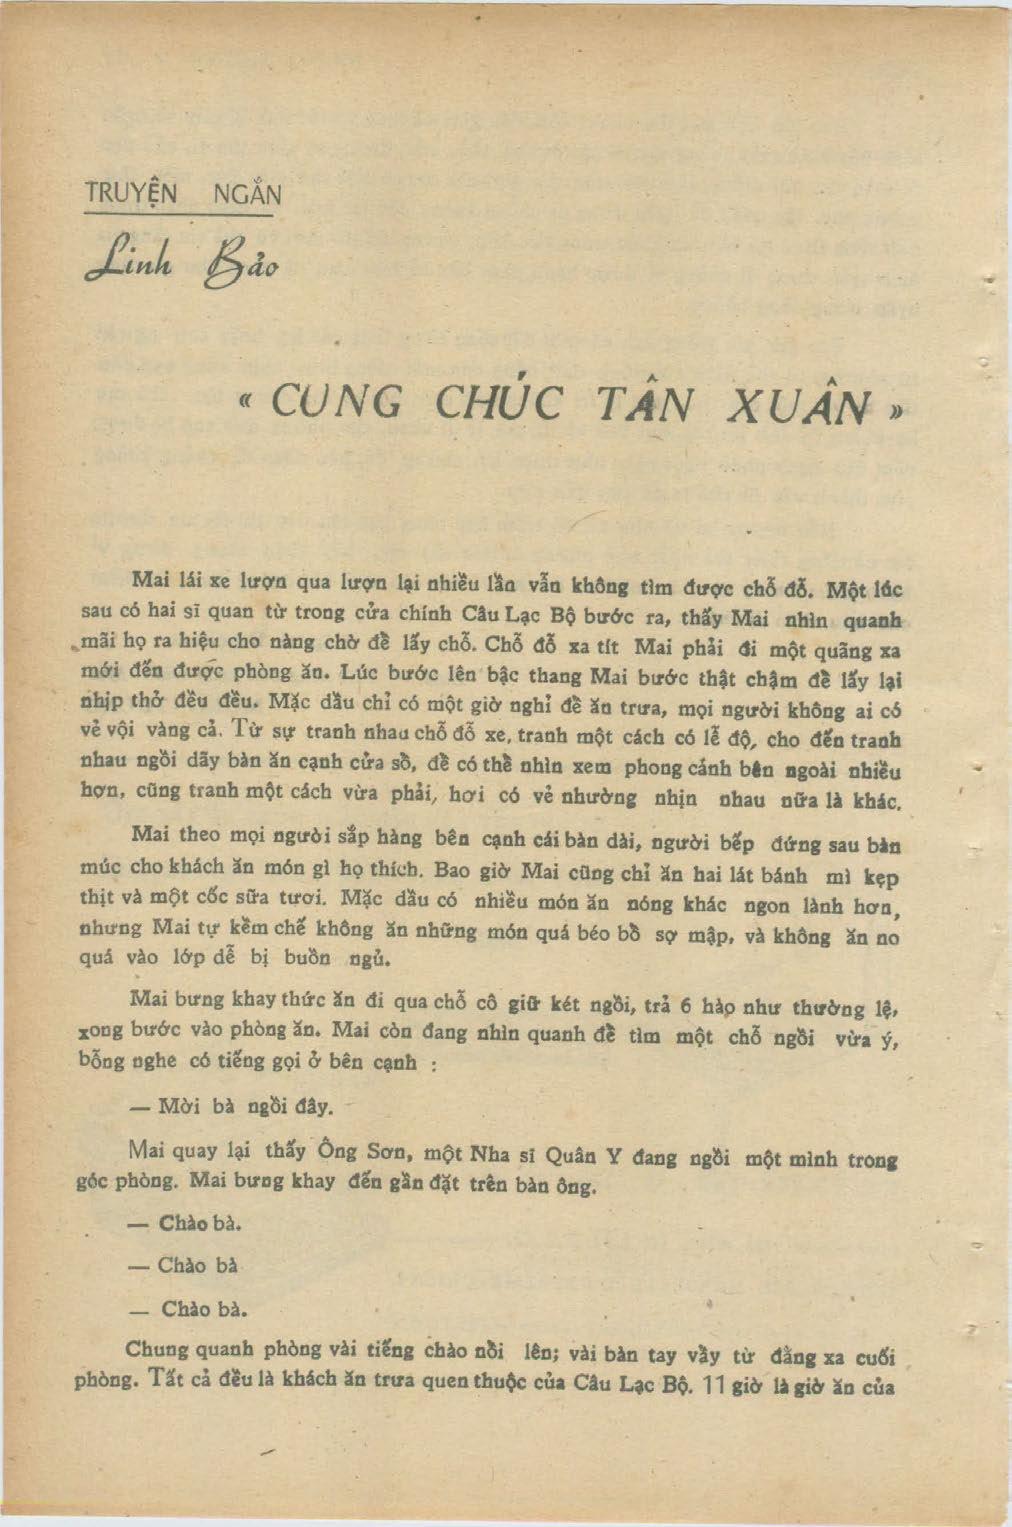 TRUYỆN NGẮN
Linh Bảo
« CUNG CHÚC TÂN XUÂN »
Mai lái xe lượn qua lượn lại nhiều lần vẫn không tìm được chỗ đỗ. Một lúc
sau có hai sĩ quan từ trong cửa chính Câu Lạc Bộ bước ra, thấy Mai nhìn quanh
mãi họ ra hiệu cho nàng chờ để lấy chỗ. Chỗ đỗ xa tít Mai phải đi một quãng xa
mới đến được phòng ăn. Lúc bước lên bậc thang Mai bước thật chậm để lấy lại
nhịp thở đều đều. Mặc dầu chỉ có một giờ nghỉ để ăn trưa, mọi người không ai có
vẻ vội vàng cả. Từ sự tranh nhau chỗ đỗ xe, tranh một cách có lễ độ, cho đến tranh
nhau ngồi dãy bàn ăn cạnh cửa sổ, để có thể nhìn xem phong cảnh bên ngoài nhiều
hơn, cũng tranh một cách vừa phải, hơi có vẻ nhường nhịn nhau nữa là khác.
Mai theo mọi người sắp hàng bên cạnh cái bàn dài, người bếp đứng sau bàn
múc cho khách ăn món gì họ thích. Bao giờ Mai cũng chỉ ăn hai lát bánh mì kẹp
thịt và một cốc sữa tươi. Mặc dầu có nhiều món ăn nóng khác ngon lành hơn,
nhưng Mai tự kềm chế không ăn những món quá béo bổ sợ mập, và không ăn no
quá vào lớp dễ bị buồn ngủ.
Mai bưng khay thức ăn đi qua chỗ cô giữ két ngồi, trả 6 hào như thường lệ,
xong bước vào phòng ăn. Mai còn đang nhìn quanh để tìm một chỗ ngồi vừa ý,
bỗng nghe có tiếng gọi ở bên cạnh :
— Mời bà ngồi đây.
Mai quay lại thấy Ông Sơn, một Nha sĩ Quân Y đang ngồi một mình trong
góc phòng. Mai bưng khay đến gần đặt trên bàn ông.
— Chào bà.
— Chào bà
— Chào bà.
Chung quanh phòng vài tiếng chào nổi lên; vài bàn tay vẫy từ đằng xa cuối
phòng. Tất cả đều là khách ăn trưa quen thuộc của Câu Lạc Bộ. 11 giờ là giờ ăn của